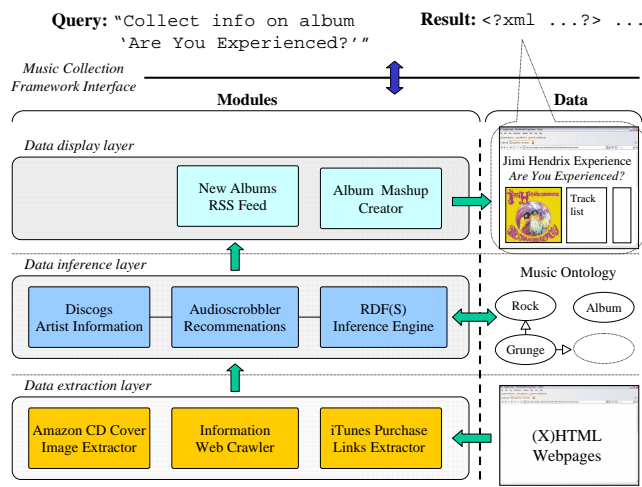 Query: "Collect info on album
'Are You Experienced?'"
Result: <?xml ...?> ...
Music Collection
Framework Interface
Modules
Data
Data display layer
New Albums
RSS Feed
Album Mashup
Creator
Jimi Hendrix Experience
Are You Experienced?
Track
list
Data inference layer
Discogs
Artist Information
Audioscrobbler
Recommenations
RDF(S)
Inference Engine
Music Ontology
Rock
Album
Grunge
Data extraction layer
Amazon CD Cover
Image Extractor
Information
Web Crawler
iTunes Purchase
Links Extractor
(X)HTML
Webpages